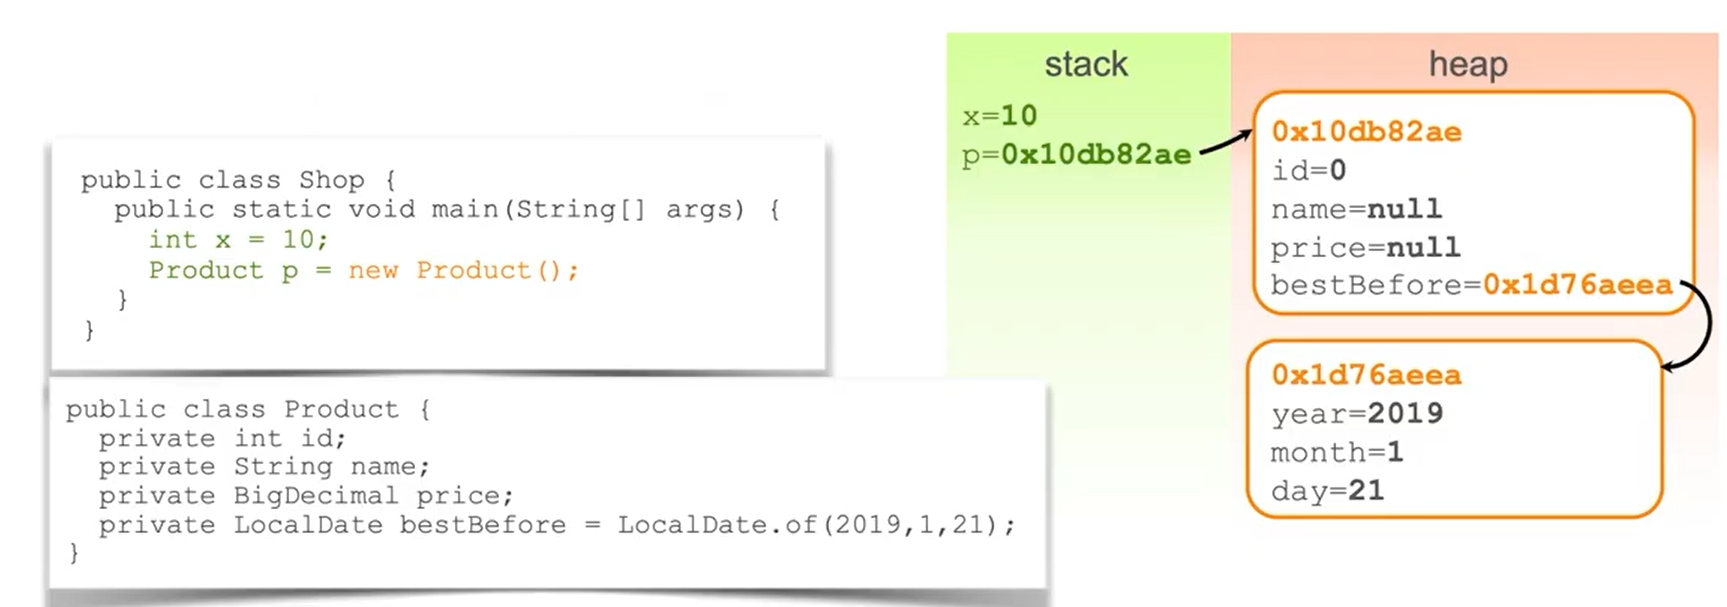 public class Shop {
public static void main(String[] args) {
int x = 10;
Product p = new Product();
}
}
public class Product {
private int id;
private String name;
private BigDecimal price;
private LocalDate bestBefore = LocalDate.of(2019,1,21);
}
stack
x=10
p=0x10db82ae
heap
0x10db82ae
id=0
name=null
price=null
bestBefore=0x1d76aeea
0x1d76aeea
year=2019
month=1
day=21